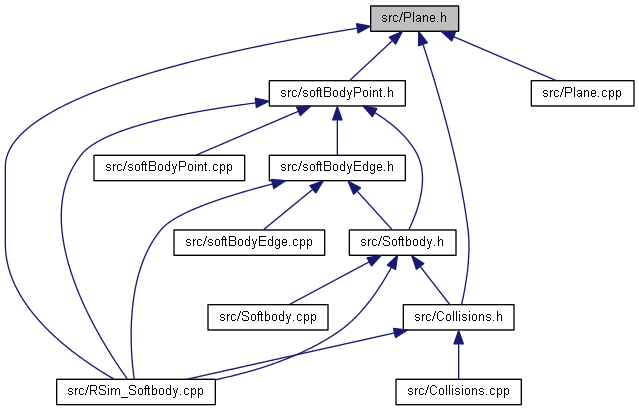 src/Plane.h
src/softBodyPoint.h
src/Plane.cpp
src/softBodyPoint.cpp
src/softBodyEdge.h
src/softBodyEdge.cpp
src/Softbody.h
src/Softbody.cpp
src/Collisions.h
src/RSim_Softbody.cpp
src/Collisions.cpp